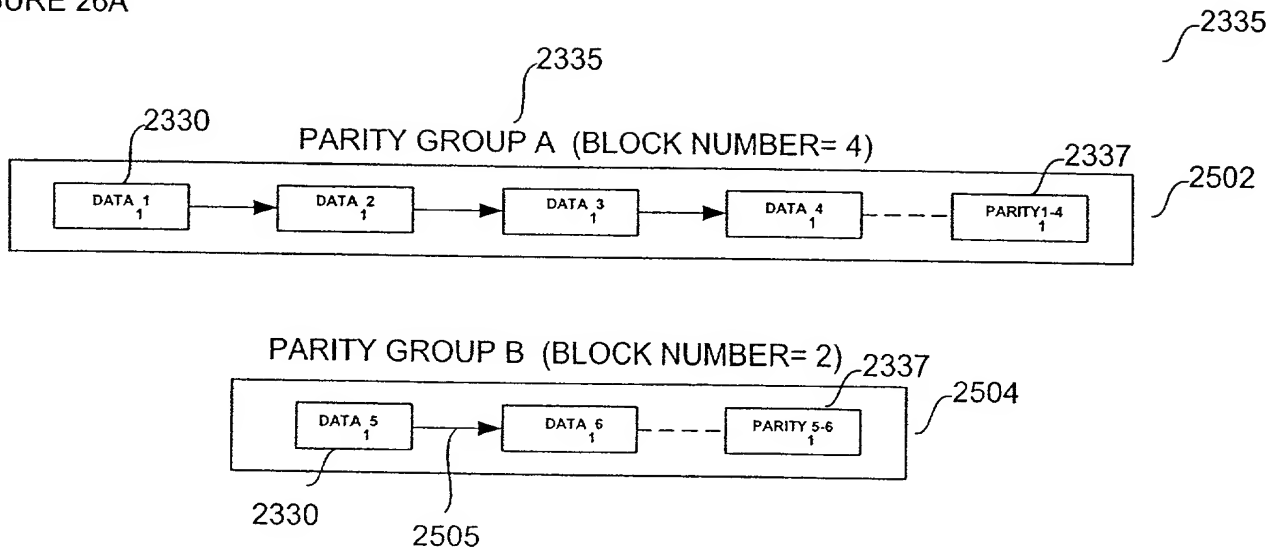 URE 26A
2335
2335
2330
PARITY GROUP A (BLOCK NUMBER= 4)
2337
2502
DATA 1
1
DATA 2
1
DATA 3
1
DATA 4
1
PARITY1-4
1
PARITY GROUP B (BLOCK NUMBER= 2)
2337
2504
DATA 5
1
DATA 6
1
PARITY 5-6
1
2330
2505